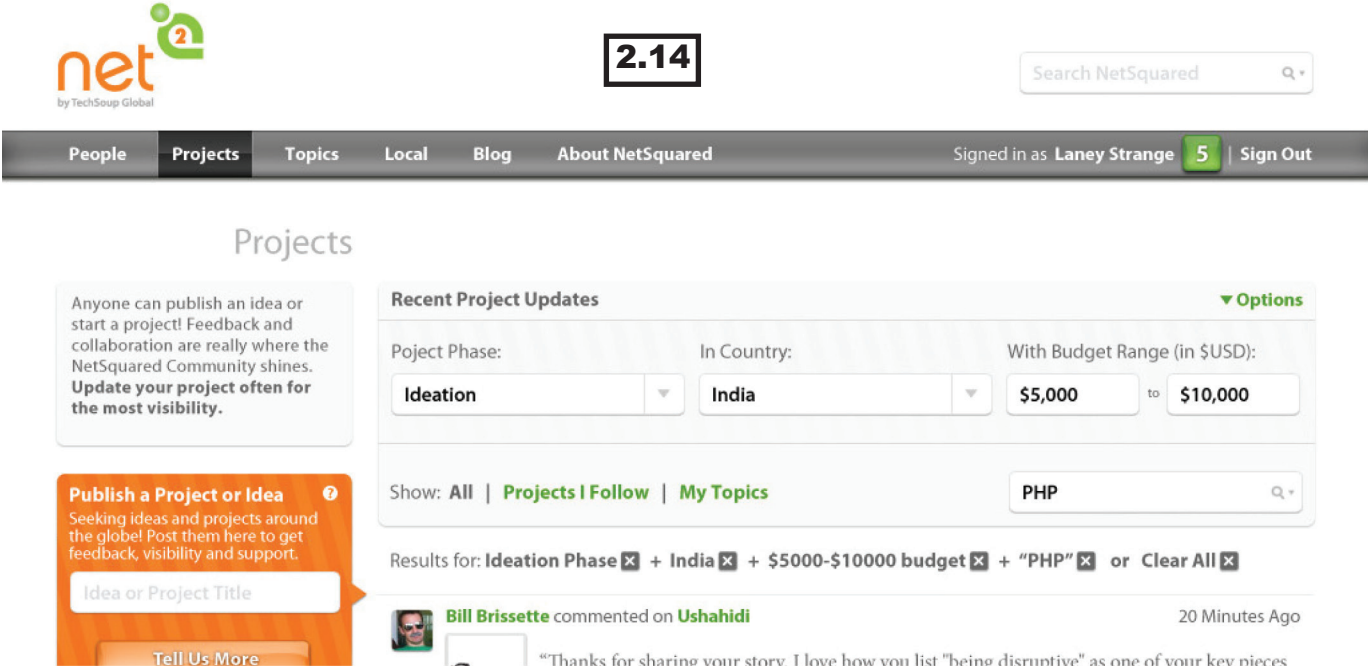 net2
by TechSoup Global
2.14
Search NetSquared
People Projects Topics Local Blog About NetSquared Signed in as Laney Strange 5 | Sign Out
Projects
Anyone can publish an idea or
start a project! Feedback and
collaboration are really where the
NetSquared Community shines.
Update your project often for
the most visibility.
Publish a Project or Idea ?
Seeking ideas and projects around
the globe! Post them here to get
feedback, visibility and support.
Idea or Project Title
Tell Us More
Recent Project Updates Options
Poject Phase: In Country: With Budget Range (in $USD):
Ideation India $5,000 to $10,000
Show: All | Projects I Follow | My Topics PHP
Results for: Ideation Phase x + India x + $5000-$10000 budget x + “PHP” x or Clear All x
Bill Brissette commented on Ushahidi 20 Minutes Ago
“Thanks for sharing your story. I love how you list "being disruptive" as one of your key pieces